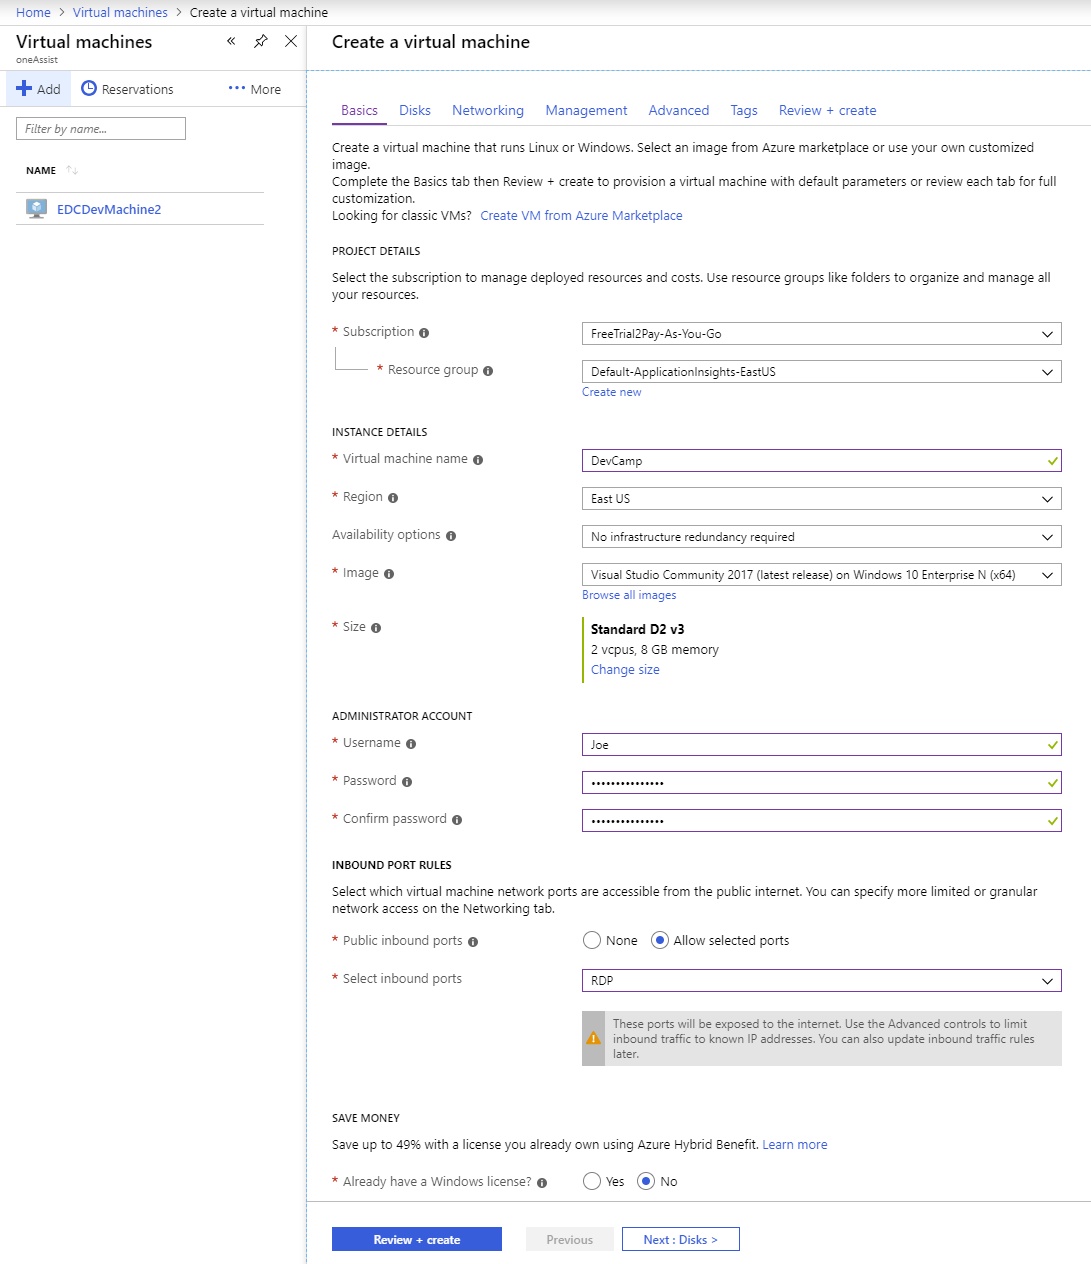 Home > Virtual machines > Create a virtual machine
Virtual machines
oneAssist
Add Reservations More
Filter by name...
NAME
EDCDevMachine2
Create a virtual machine
Basics Disks Networking Management Advanced Tags Review + create
Create a virtual machine that runs Linux or Windows. Select an image from Azure marketplace or use your own customized
image.
Complete the Basics tab then Review + create to provision a virtual machine with default parameters or review each tab for full
customization.
Looking for classic VMs? Create VM from Azure Marketplace
PROJECT DETAILS
Select the subscription to manage deployed resources and costs. Use resource groups like folders to organize and manage all
your resources.
* Subscription FreeTrial2Pay-As-You-Go
* Resource group Default-ApplicationInsights-EastUS
Create new
INSTANCE DETAILS
* Virtual machine name DevCamp
* Region East US
Availability options No infrastructure redundancy required
* Image Visual Studio Community 2017 (latest release) on Windows 10 Enterprise N (x64)
Browse all images
* Size Standard D2 v3
2 vcpus, 8 GB memory
Change size
ADMINISTRATOR ACCOUNT
* Username Joe
* Password •••••••••••••••
* Confirm password •••••••••••••••
INBOUND PORT RULES
Select which virtual machine network ports are accessible from the public internet. You can specify more limited or granular
network access on the Networking tab.
* Public inbound ports None Allow selected ports
* Select inbound ports RDP
These ports will be exposed to the internet. Use the Advanced controls to limit
inbound traffic to known IP addresses. You can also update inbound traffic rules
later.
SAVE MONEY
Save up to 49% with a license you already own using Azure Hybrid Benefit. Learn more
* Already have a Windows license? Yes No
Review + create Previous Next : Disks >